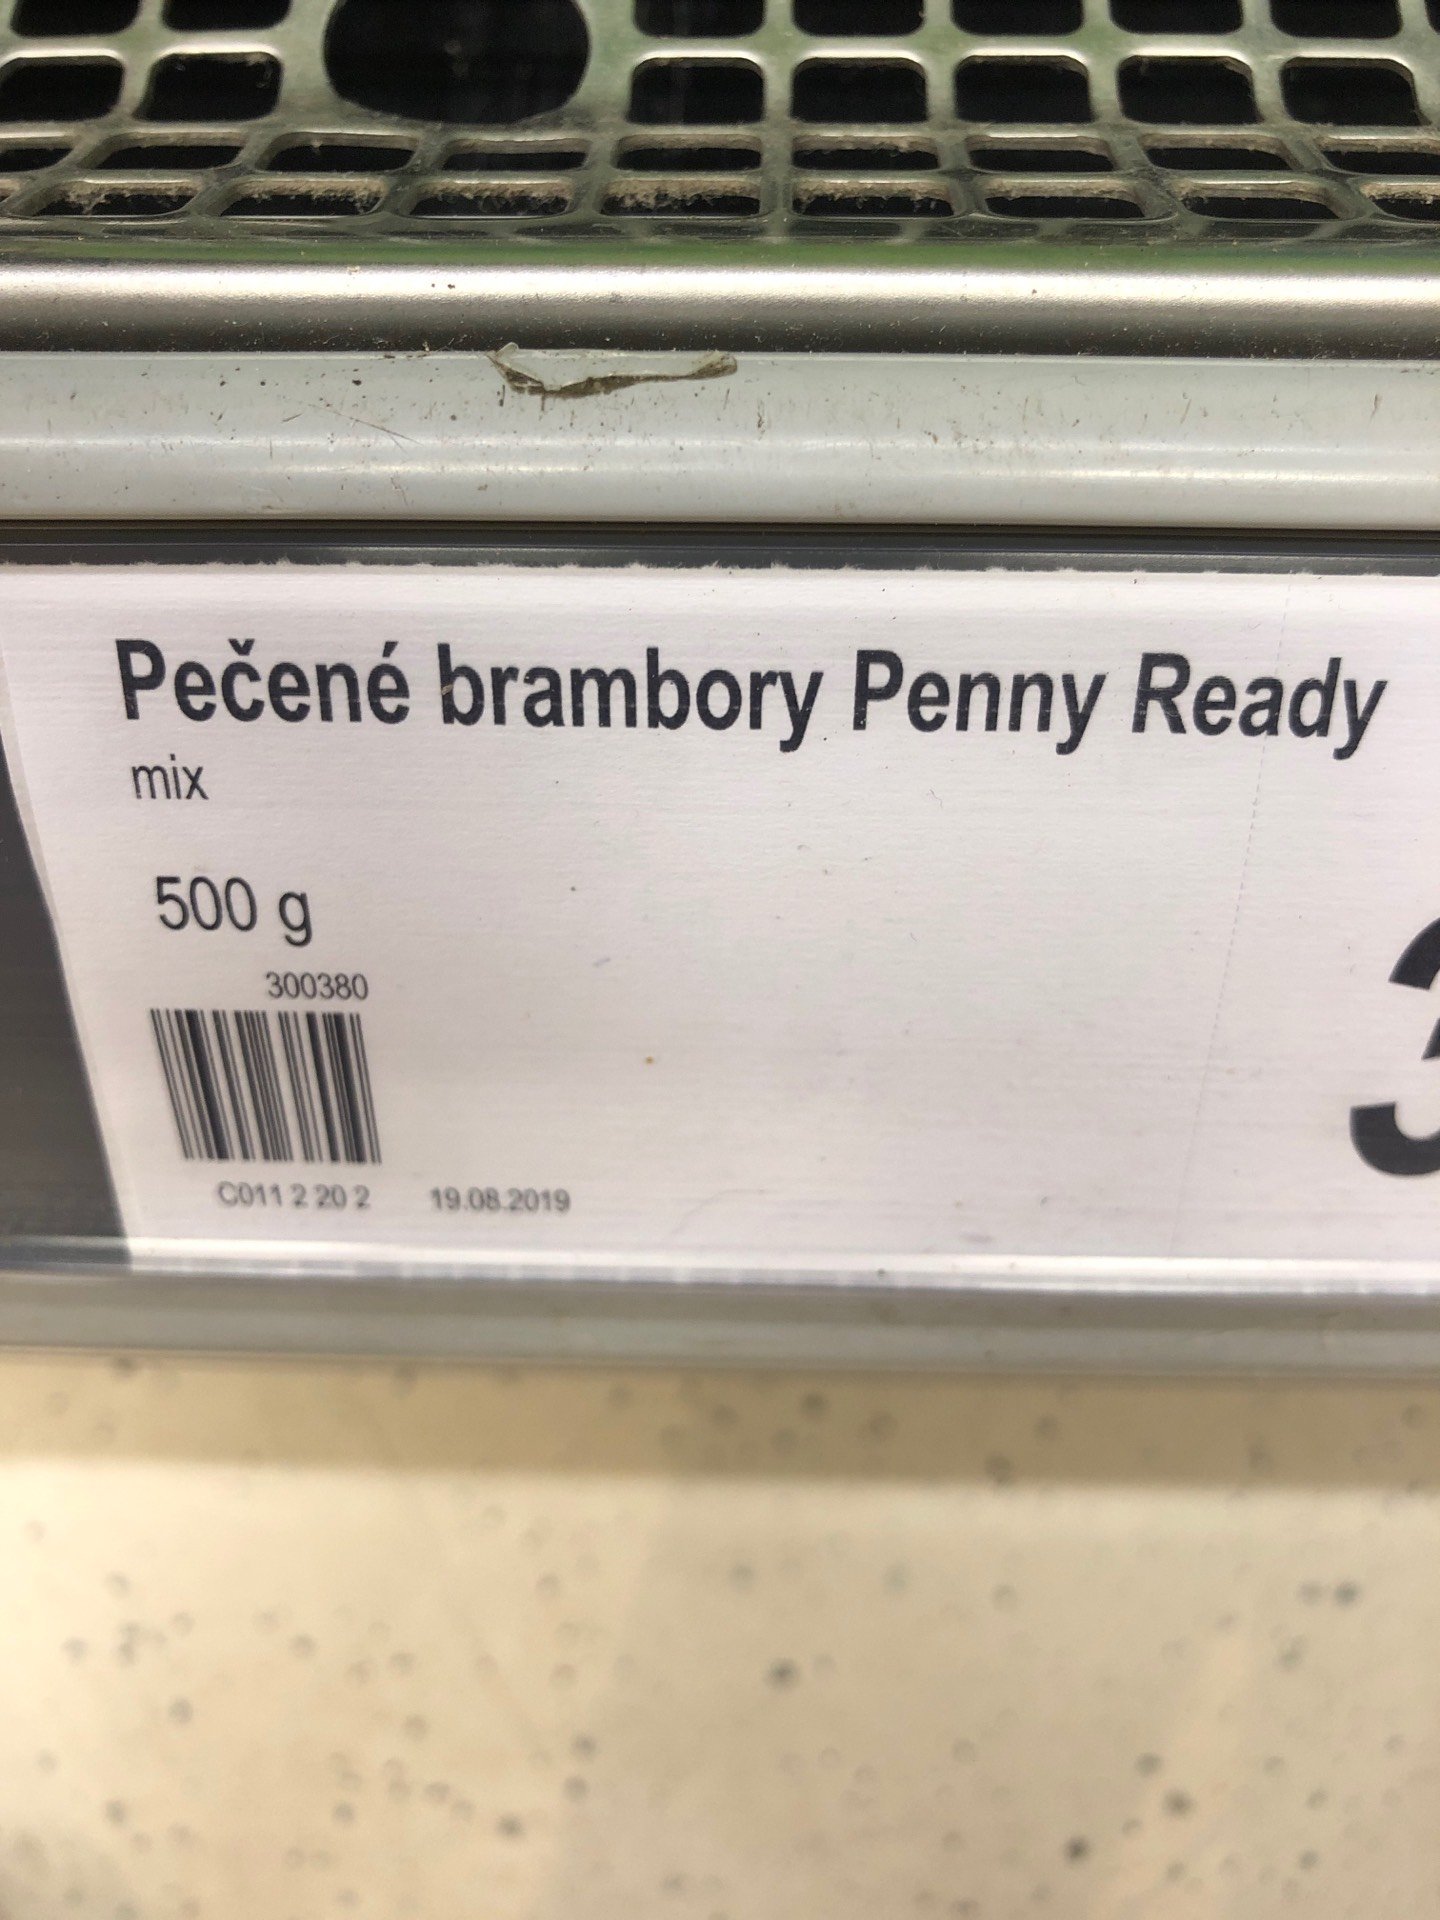 Pečené brambory Penny Ready
mix
500 g
300380
C011 2 20 2 19.08.2019